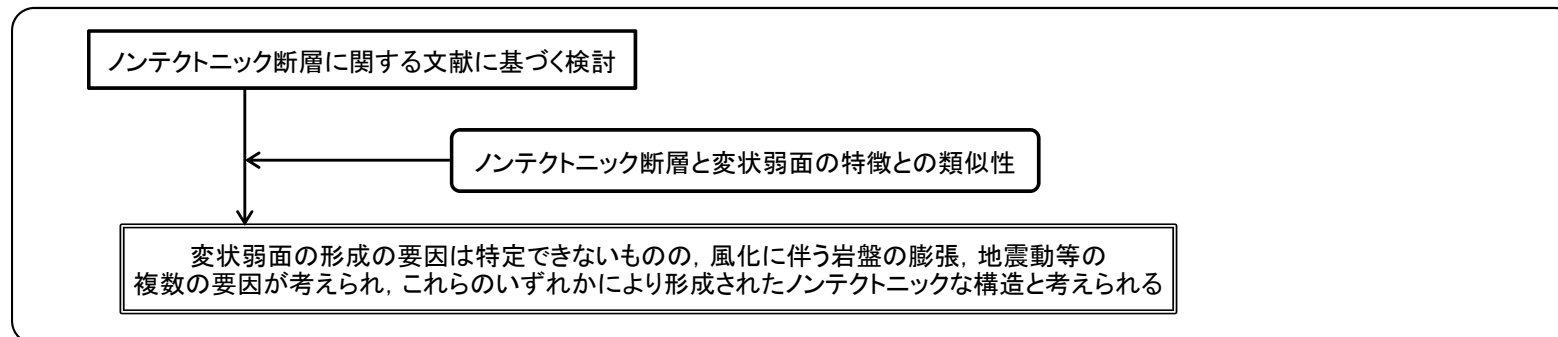 ノンテクトニック断層に関する文献に基づく検討
ノンテクトニック断層と変状弱面の特徴との類似性
変状弱面の形成の要因は特定できないものの，風化に伴う岩盤の膨張，地震動等の
複数の要因が考えられ，これらのいずれかにより形成されたノンテクトニックな構造と考えられる